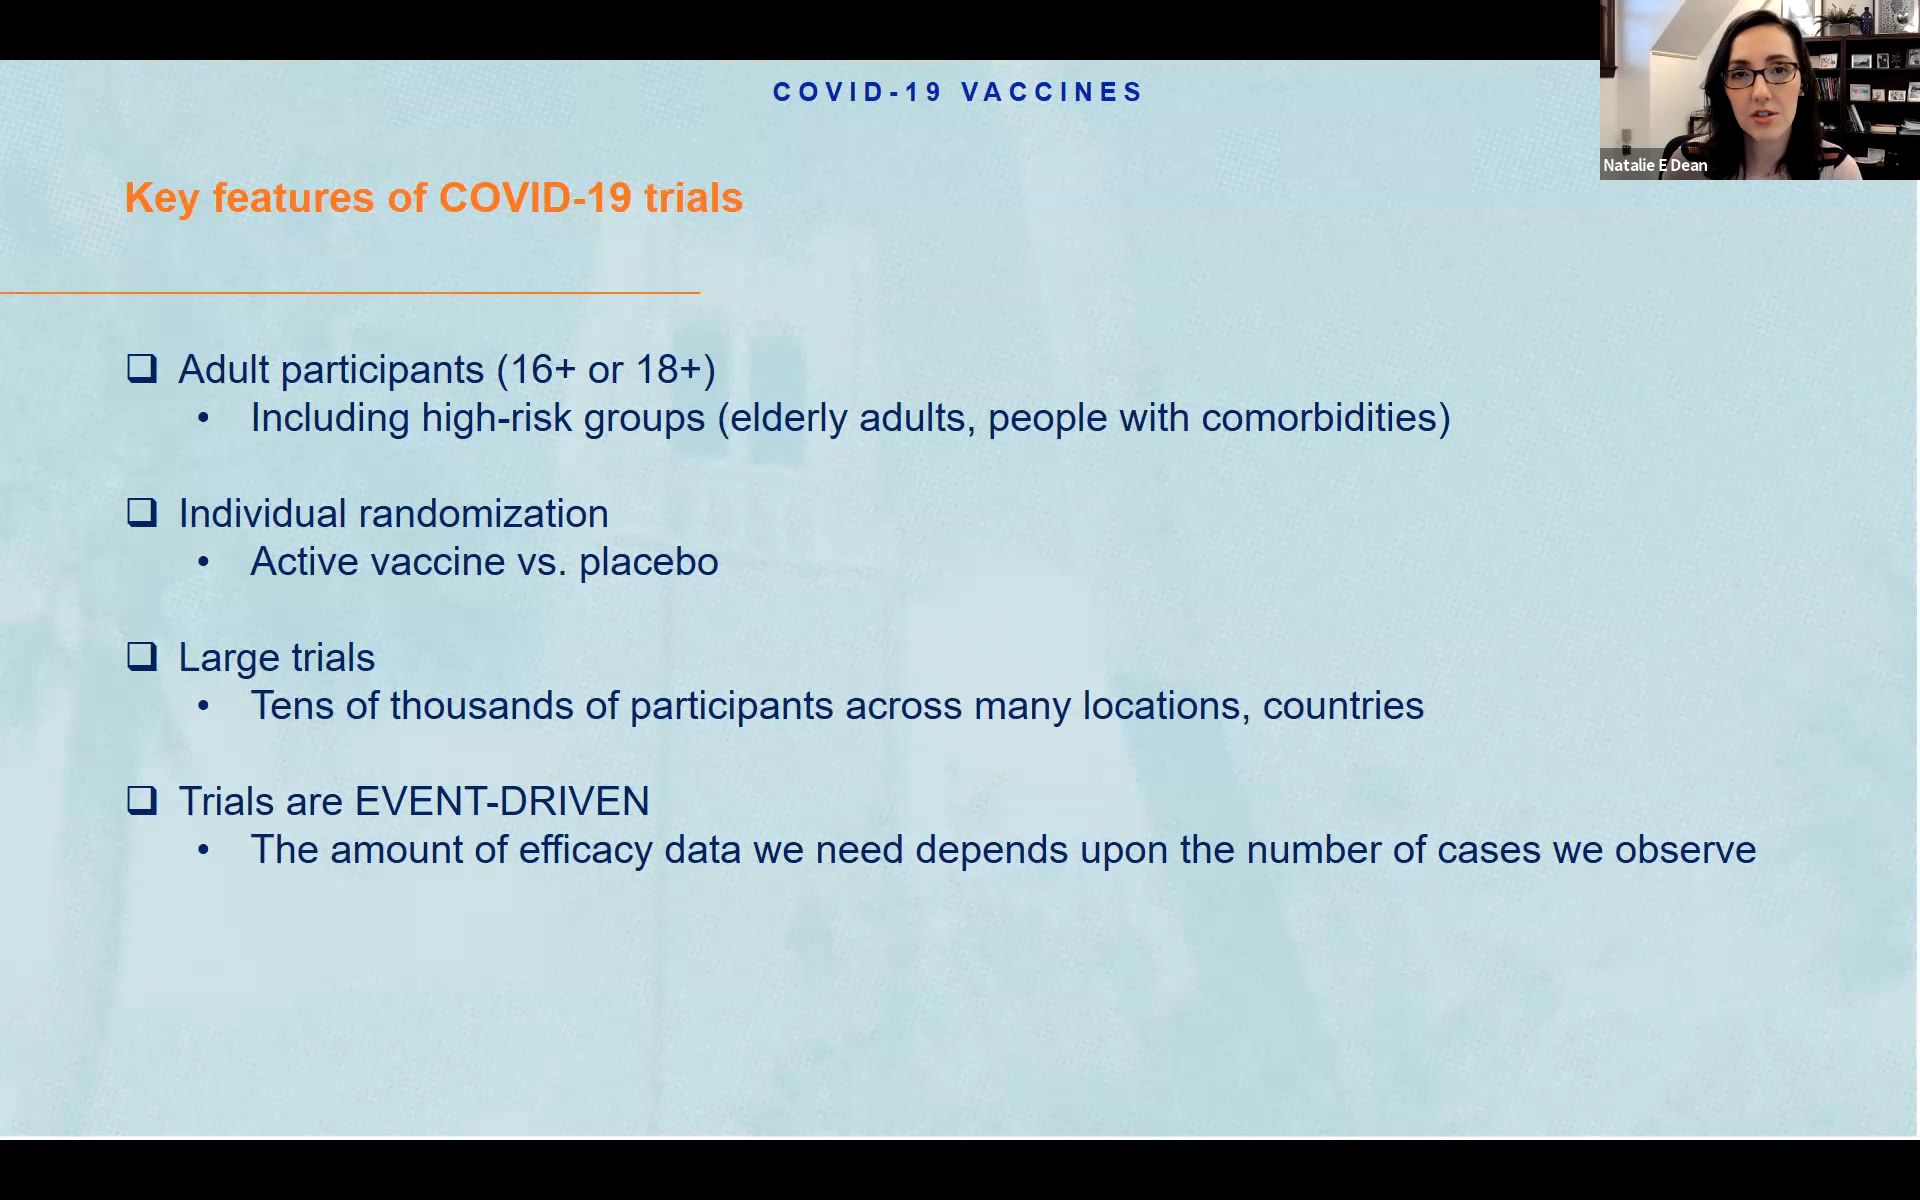 COVID-19 VACCINES
Natalie E Dean
Key features of COVID-19 trials
❑ Adult participants (16+ or 18+)
• Including high-risk groups (elderly adults, people with comorbidities)
❑ Individual randomization
• Active vaccine vs. placebo
❑ Large trials
• Tens of thousands of participants across many locations, countries
❑ Trials are EVENT-DRIVEN
• The amount of efficacy data we need depends upon the number of cases we observe